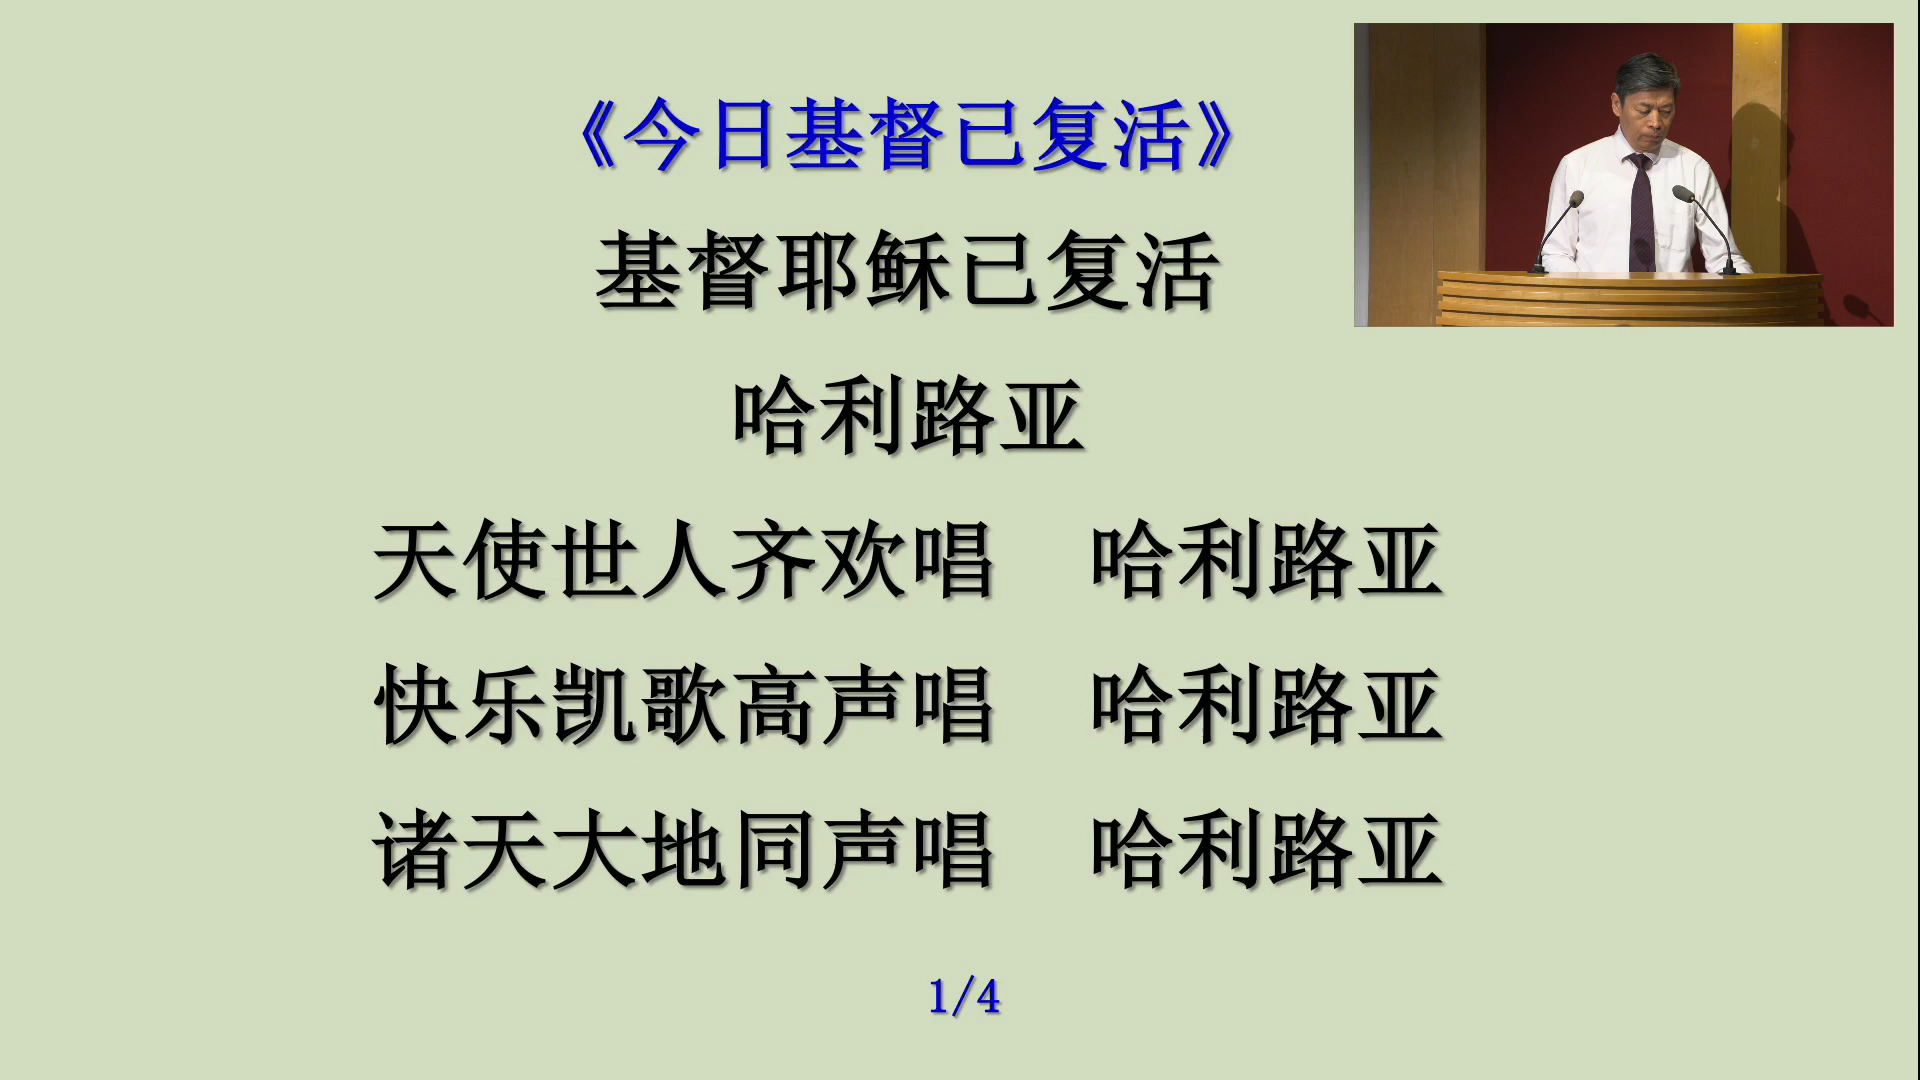 《今日基督已复活》
基督耶稣已复活
哈利路亚
天使世人齐欢唱　哈利路亚
快乐凯歌高声唱　哈利路亚
诸天大地同声唱　哈利路亚
1/4